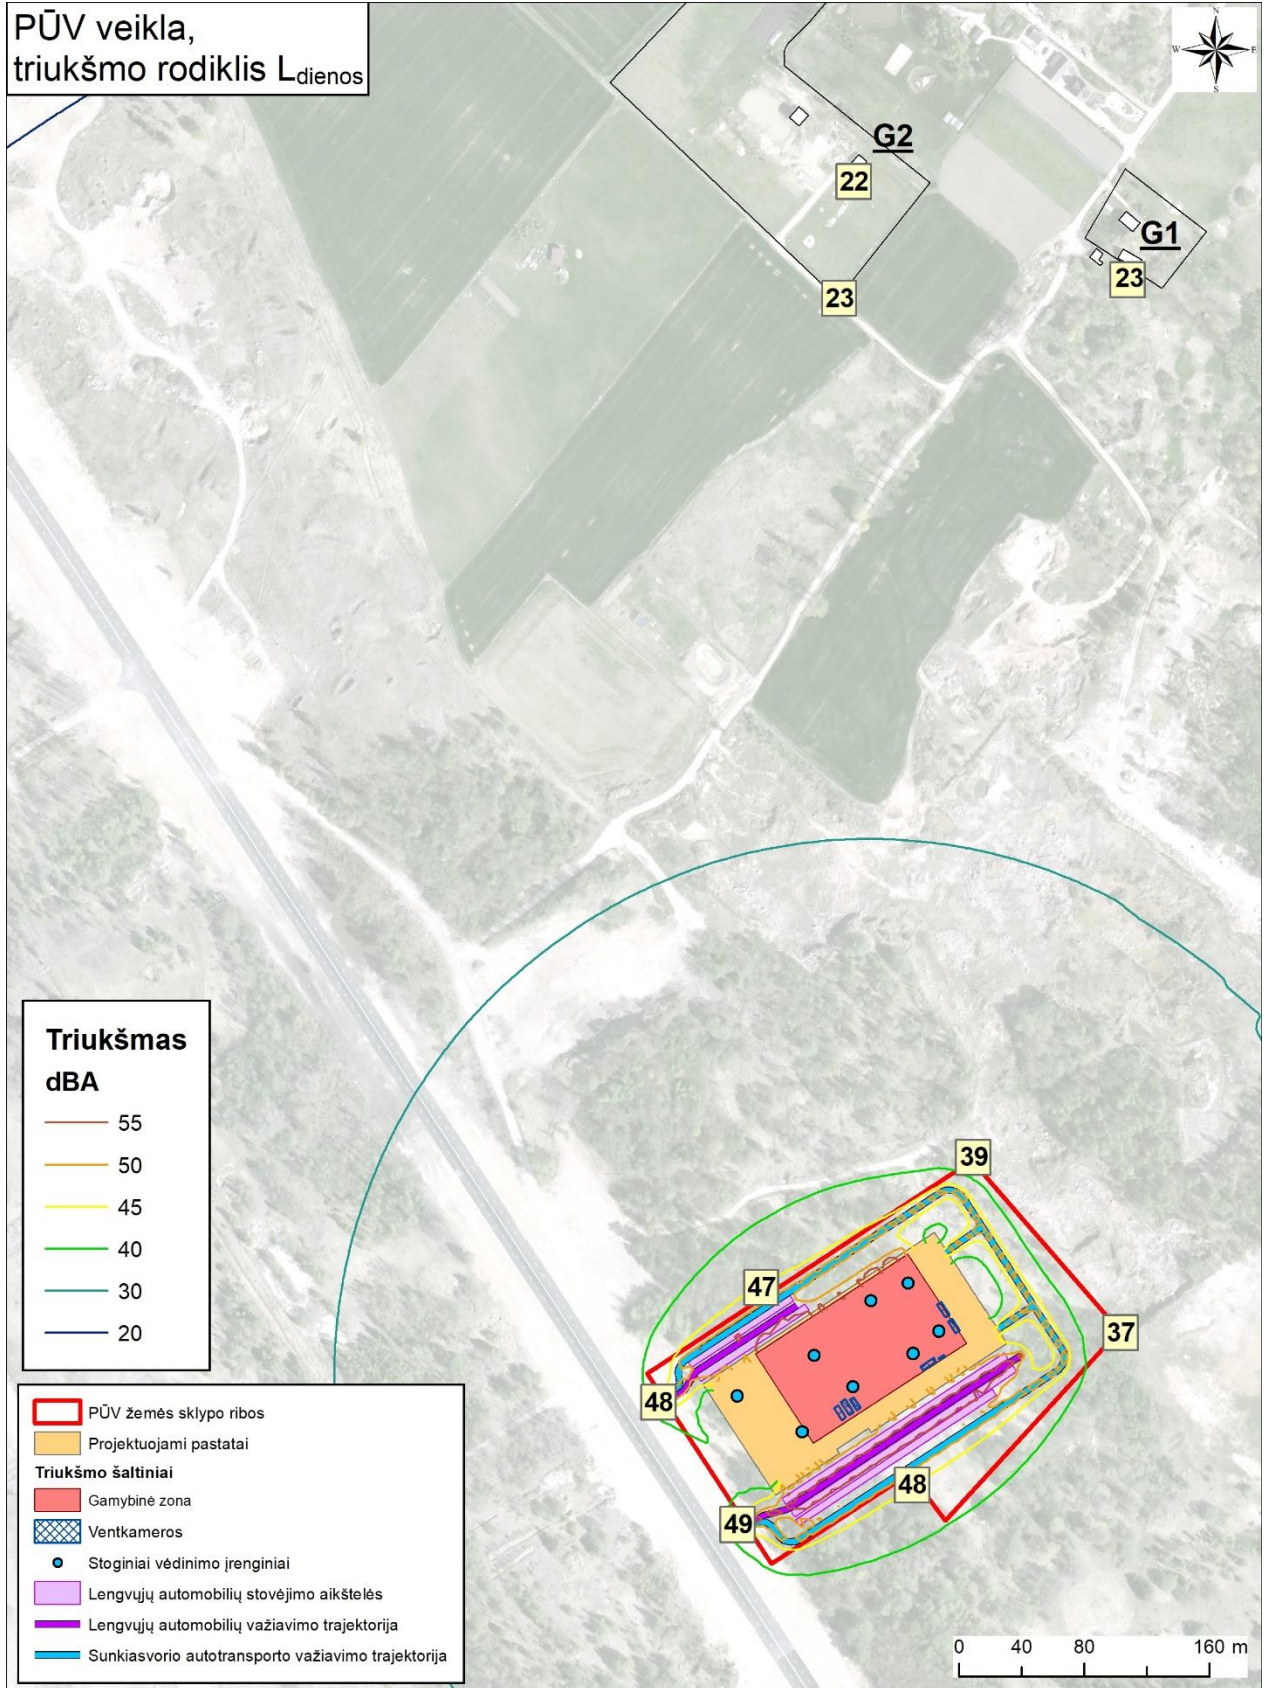 PŪV veikla,
triukšmo rodiklis Ldienos
N
W E
S
G2
22
G1
23
23
Triukšmas
dBA
55
50
45
40
30
20
39
47
37
48
48
49
PŪV žemės sklypo ribos
Projektuojami pastatai
Triukšmo šaltiniai
Gamybinė zona
Ventkameros
Stoginiai vėdinimo įrenginiai
Lengvųjų automobilių stovėjimo aikštelės
Lengvųjų automobilių važiavimo trajektorija
Sunkiasvorio autotransporto važiavimo trajektorija
0 40 80 160 m